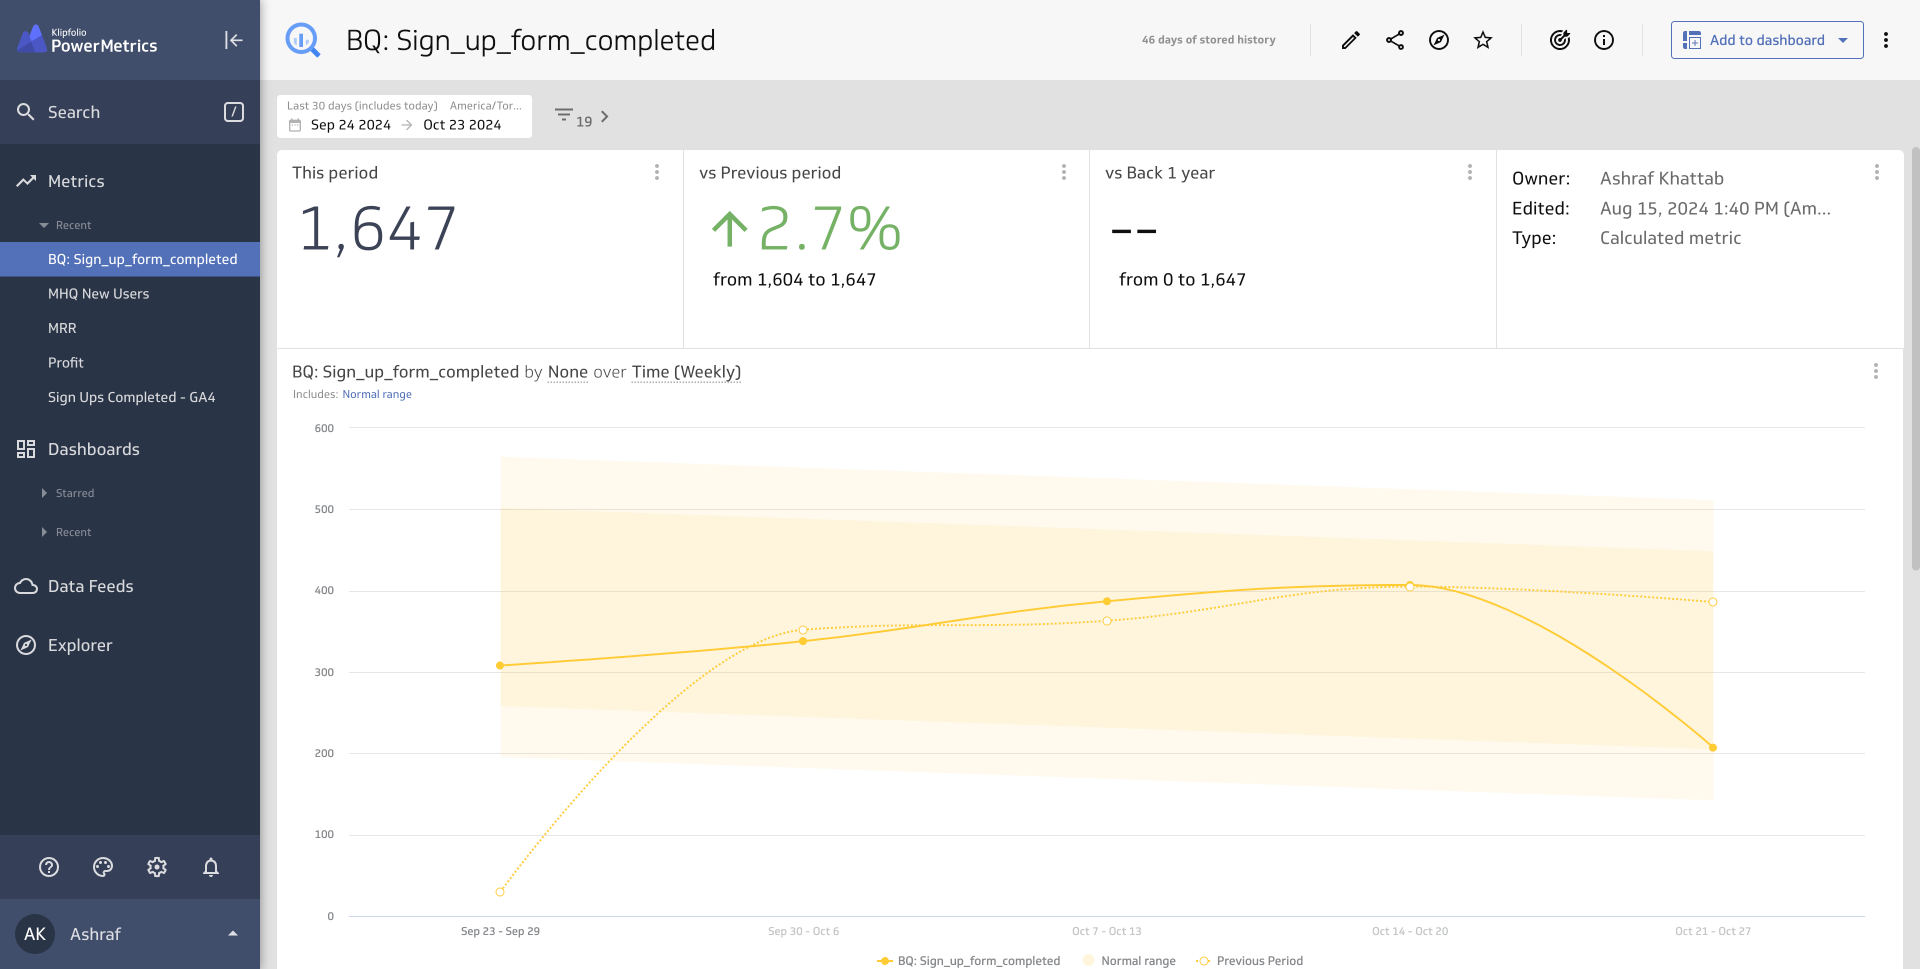 Klipfolio
PowerMetrics
Search /
Metrics
Recent
BQ: Sign_up_form_completed
MHQ New Users
MRR
Profit
Sign Ups Completed - GA4
Dashboards
Starred
Recent
Data Feeds
Explorer
AK Ashraf
BQ: Sign_up_form_completed
46 days of stored history
Add to dashboard
Last 30 days (includes today) America/Tor...
Sep 24 2024 → Oct 23 2024
19
This period
1,647
vs Previous period
↑2.7%
from 1,604 to 1,647
vs Back 1 year
--
from 0 to 1,647
Owner: Ashraf Khattab
Edited: Aug 15, 2024 1:40 PM (Am...
Type: Calculated metric
BQ: Sign_up_form_completed by None over Time (Weekly)
Includes: Normal range
600
500
400
300
200
100
0
Sep 23 - Sep 29 Sep 30 - Oct 6 Oct 7 - Oct 13 Oct 14 - Oct 20 Oct 21 - Oct 27
BQ: Sign_up_form_completed Normal range Previous Period